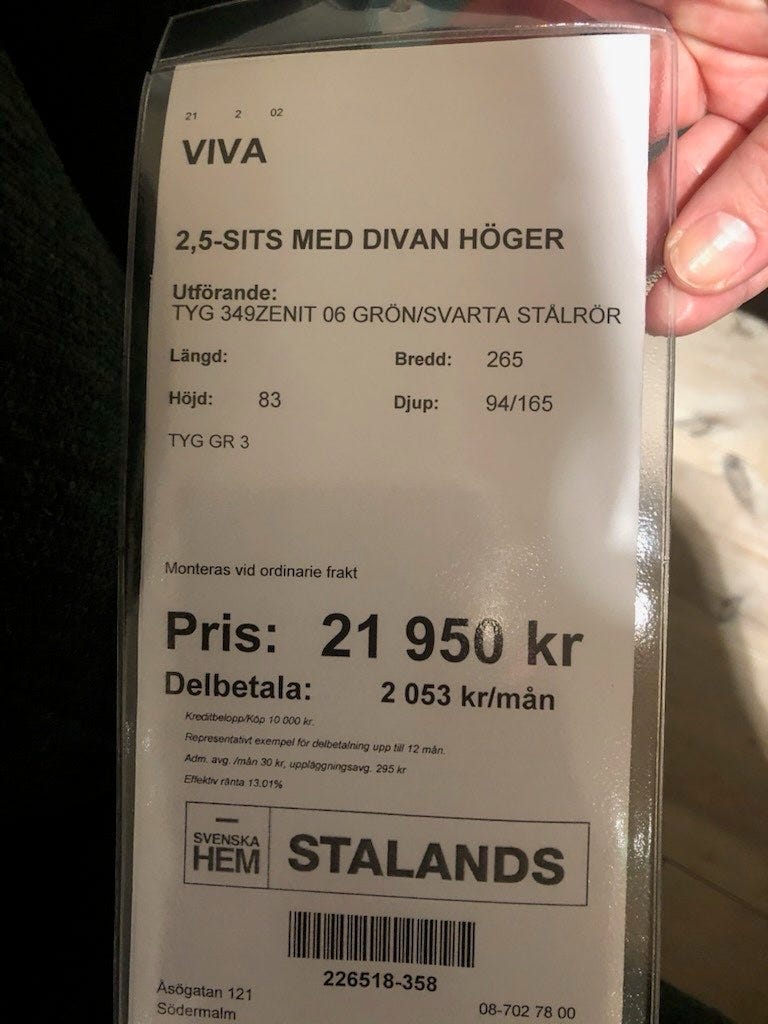 21 2 02
VIVA
2,5-SITS MED DIVAN HÖGER
Utförande:
TYG 349ZENIT 06 GRÖN/SVARTA STÅLRÖR
Längd: Bredd: 265
Höjd: 83 Djup: 94/165
TYG GR 3
Monteras vid ordinarie frakt
Pris: 21 950 kr
Delbetala: 2 053 kr/mån
Kreditbelopp/Köp 10 000 kr.
Representativt exempel för delbetalning upp till 12 mån.
Adm. avg. /mån 30 kr, uppläggningsavg. 295 kr
Effektiv ränta 13.01%
SVENSKA
HEM
STALANDS
226518-358
Åsögatan 121
Södermalm 08-702 78 00